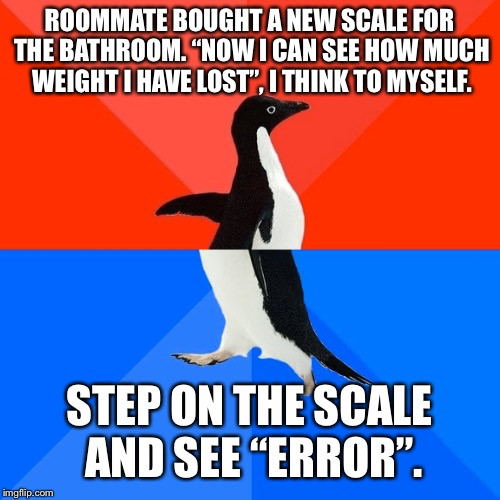 ROOMMATE BOUGHT A NEW SCALE FOR
THE BATHROOM. “NOW I CAN SEE HOW MUCH
WEIGHT I HAVE LOST”, I THINK TO MYSELF.
STEP ON THE SCALE
AND SEE “ERROR”.
imgflip.com